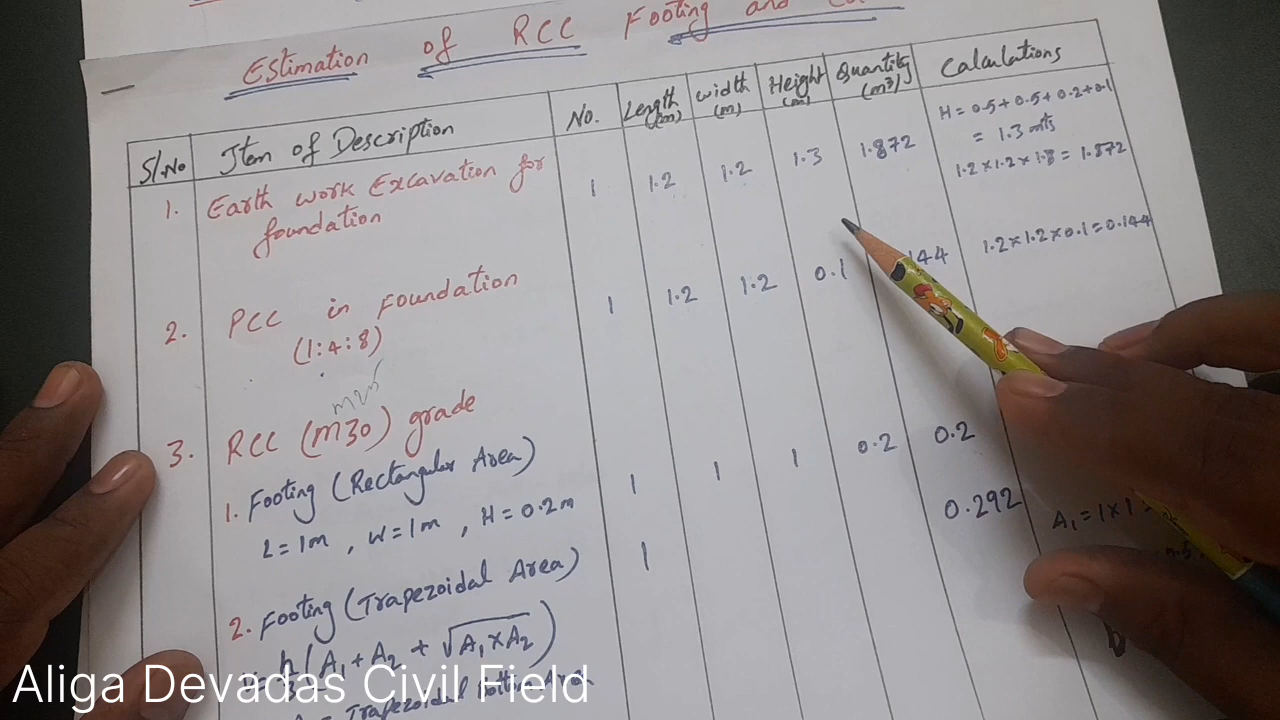 Estimation of RCC Footing and
Sl.No Item of Description No. Length (m) width (m) Height (m) Quantity (m³) Calculations
1. Earth work Excavation for foundation 1 1.2 1.2 1.3 1.872
H = 0.5+0.5+0.2+0.1
= 1.3 mts
1.2×1.2×1.3 = 1.872
2. PCC in Foundation 1 1.2 1.2 0.1 144 1.2×1.2×0.1=0.144
(1:4:8)
M25
3. RCC (M30) grade
1. Footing (Rectangular Area) 1 1 1 0.2 0.2
L=1m , W=1m , H=0.2m
2. Footing (Trapezoidal Area) 1 0.292 A₁=1×1
h/3 (A₁+A₂+√A₁×A₂)
Trapezoidal bottom Area
Aliga Devadas Civil Field